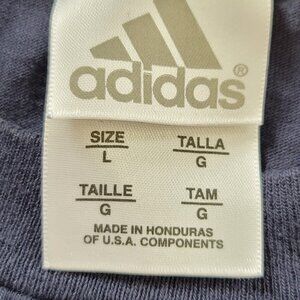 adidas®
SIZE TALLA
L G
TAILLE TAM
G G
MADE IN HONDURAS
OF U.S.A. COMPONENTS